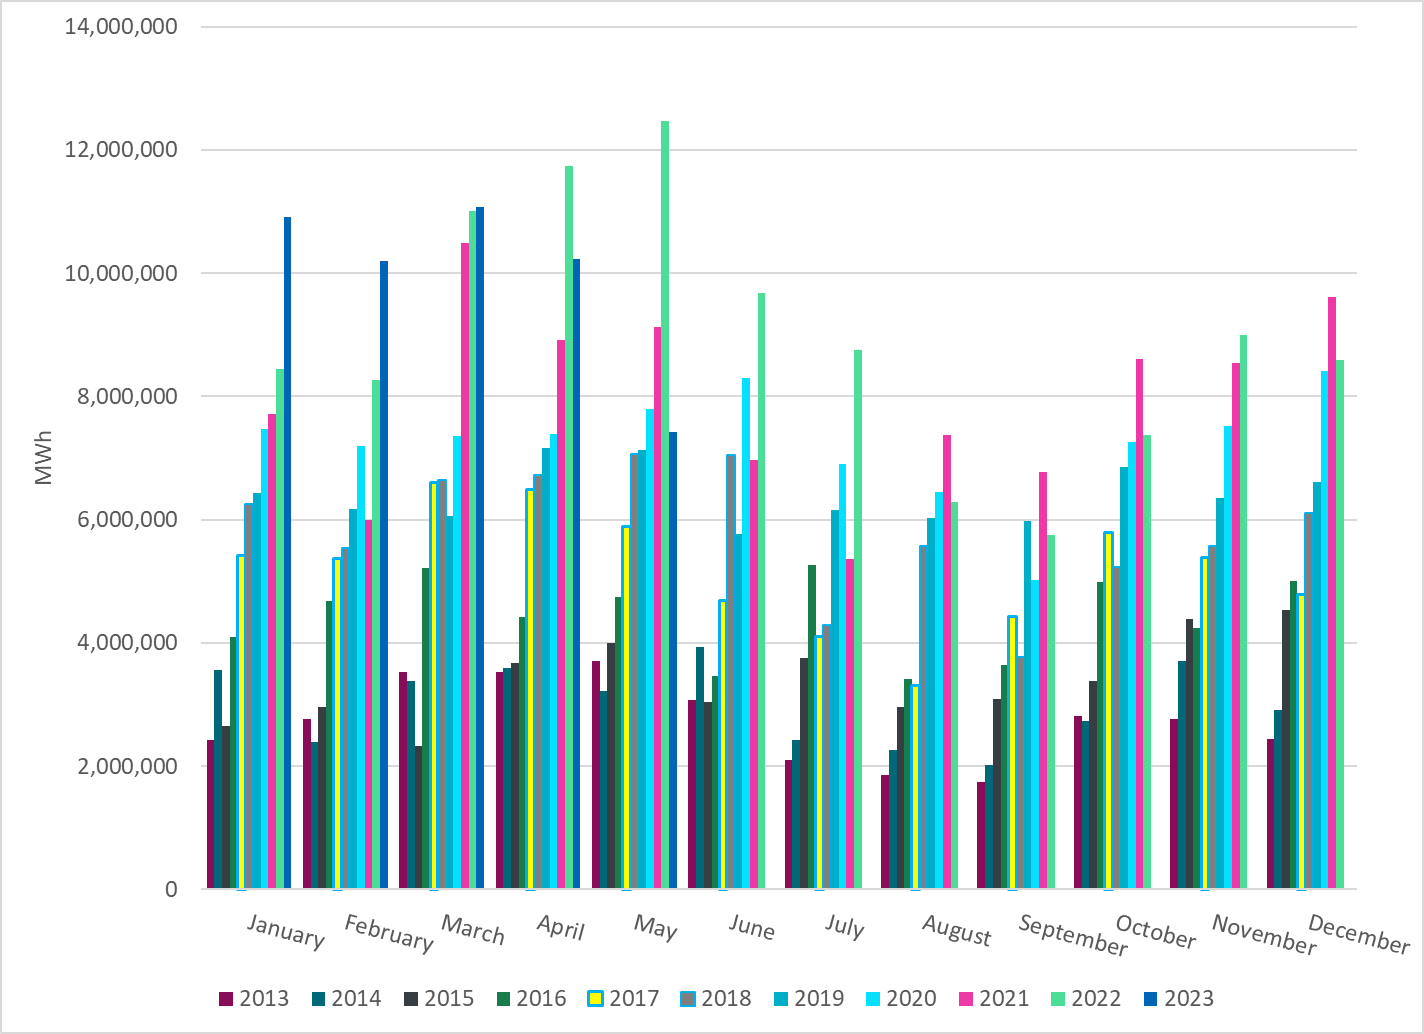 14,000,000
12,000,000
10,000,000
8,000,000
6,000,000
4,000,000
2,000,000
0
MWh
January February March April May June July August September October November December
2013 2014 2015 2016 2017 2018 2019 2020 2021 2022 2023